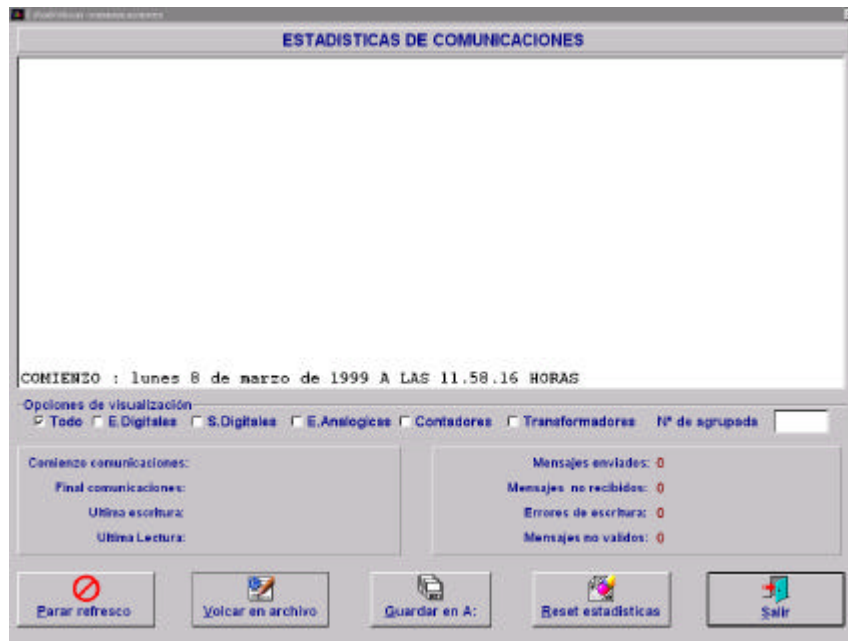 Estadisticas comunicaciones
ESTADISTICAS DE COMUNICACIONES
COMIENZO : lunes 8 de marzo de 1999 A LAS 11.58.16 HORAS
Opciones de visualización
Todo E.Digitales S.Digitales E.Analogicas Contadores Transformadores Nº de agrupada
Comienzo comunicaciones:
Final comunicaciones:
Ultima escritura:
Ultima Lectura:
Mensajes enviados: 0
Mensajes no recibidos: 0
Errores de escritura: 0
Mensajes no validos: 0
Parar refresco Volcar en archivo Guardar en A: Reset estadisticas Salir